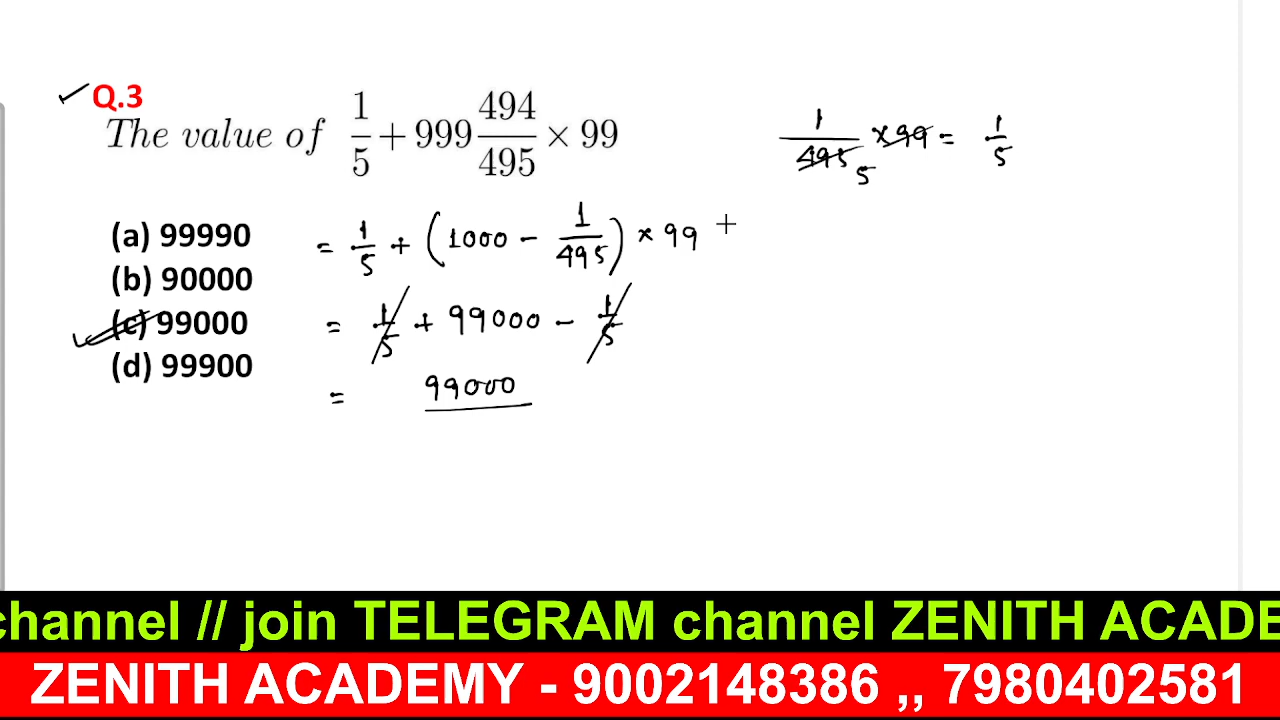 Q.3
The value of 1/5 + 999 494/495 × 99
1/495 × 99 = 1/5
5
(a) 99990
= 1/5 + (1000 - 1/495) × 99 +
(b) 90000
(c) 99000
= 1/5 + 99000 - 1/5
(d) 99900
= 99000
channel // join TELEGRAM channel ZENITH ACADE
ZENITH ACADEMY - 9002148386 ,, 7980402581